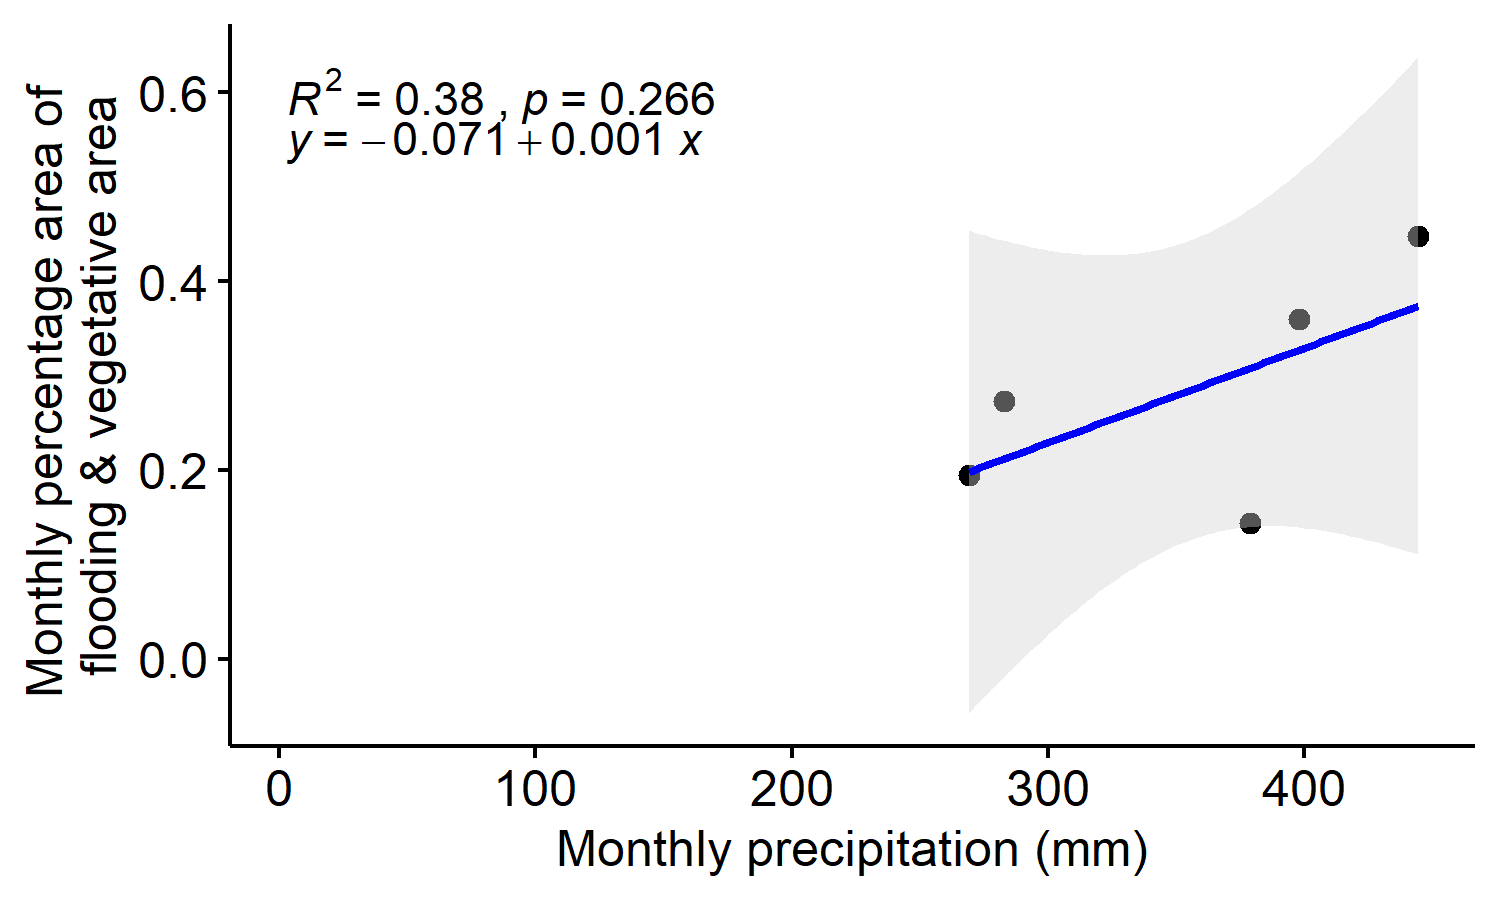 R² = 0.38 , p = 0.266
y = −0.071+0.001 x
Monthly percentage area of
flooding & vegetative area
0.6
0.4
0.2
0.0
0 100 200 300 400
Monthly precipitation (mm)